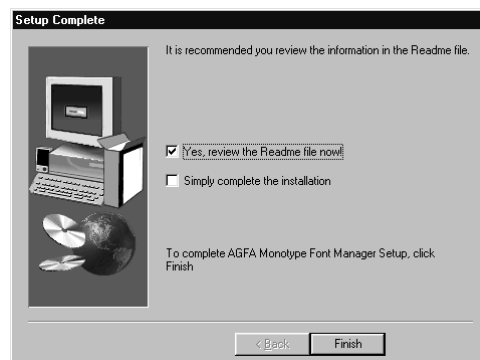 Setup Complete
It is recommended you review the information in the Readme file.
Yes, review the Readme file now!
Simply complete the installation
To complete AGFA Monotype Font Manager Setup, click
Finish
< Back
Finish